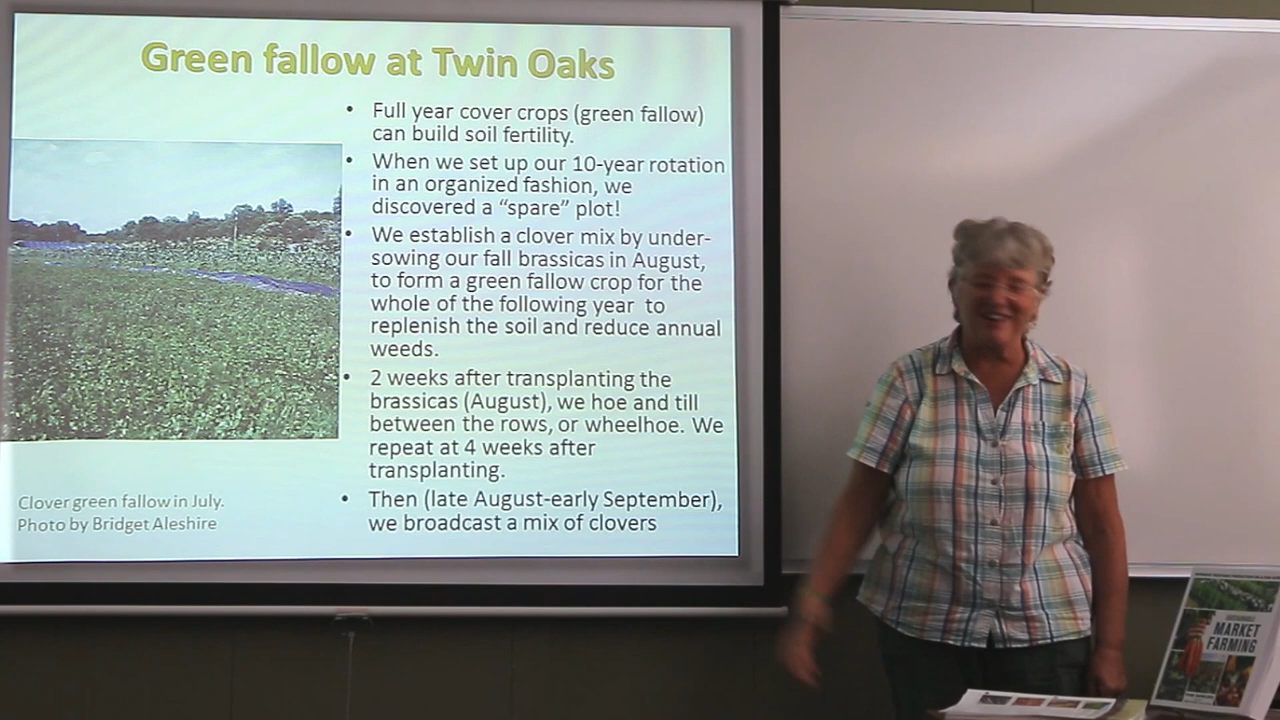 Green fallow at Twin Oaks
• Full year cover crops (green fallow)
can build soil fertility.
• When we set up our 10-year rotation
in an organized fashion, we
discovered a “spare” plot!
• We establish a clover mix by under-
sowing our fall brassicas in August,
to form a green fallow crop for the
whole of the following year to
replenish the soil and reduce annual
weeds.
• 2 weeks after transplanting the
brassicas (August), we hoe and till
between the rows, or wheelhoe. We
repeat at 4 weeks after
transplanting.
• Then (late August-early September),
we broadcast a mix of clovers
Clover green fallow in July.
Photo by Bridget Aleshire
SUSTAINABLE
MARKET
FARMING